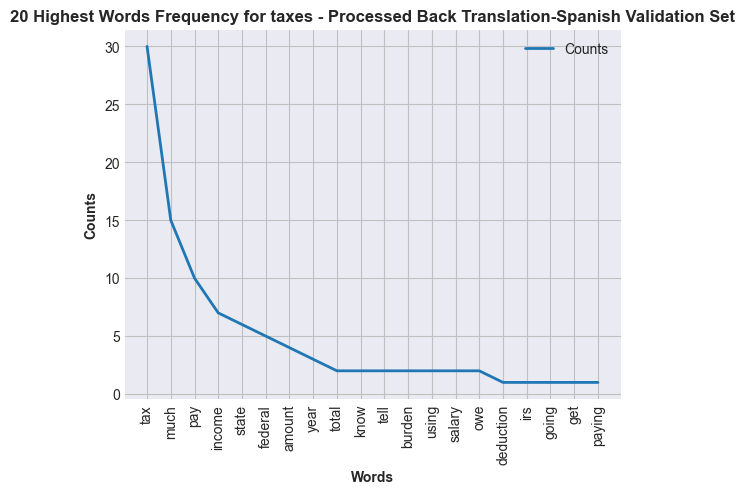 20 Highest Words Frequency for taxes - Processed Back Translation-Spanish Validation Set
Counts
30
25
20
15
10
5
0
Counts
tax
much
pay
income
state
federal
amount
year
total
know
tell
burden
using
salary
owe
deduction
irs
going
get
paying
Words